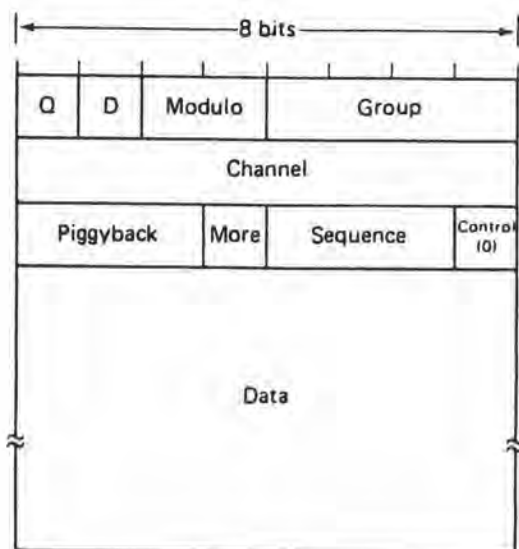 8 bits
Q D Modulo Group
Channel
Piggyback More Sequence Control
(0)
Data